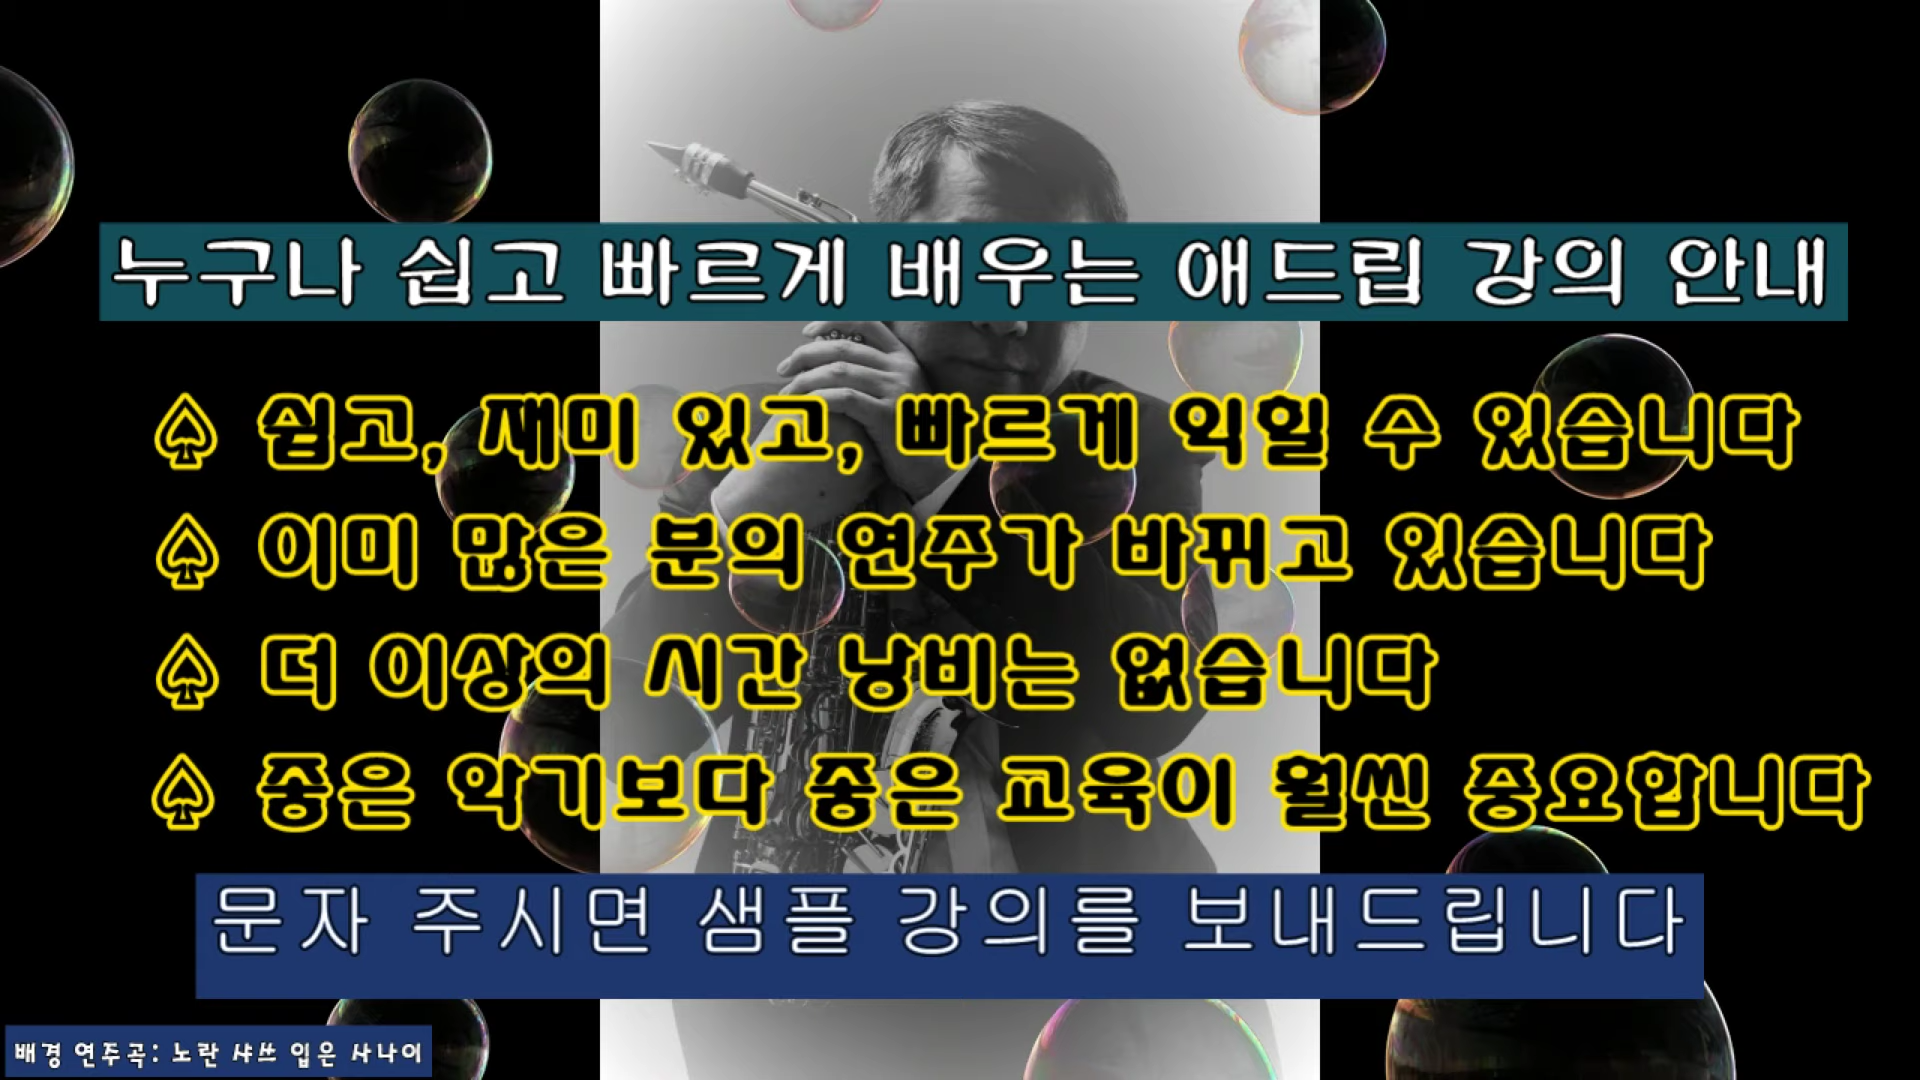 누구나 쉽고 빠르게 배우는 애드립 강의 안내
♤ 쉽고, 재미 있고, 빠르게 익힐 수 있습니다
♤ 이미 많은 분의 연주가 바뀌고 있습니다
♤ 더 이상의 시간 낭비는 없습니다
♤ 좋은 악기보다 좋은 교육이 훨씬 중요합니다
문자 주시면 샘플 강의를 보내드립니다
배경 연주곡: 노란 샤쓰 입은 사나이